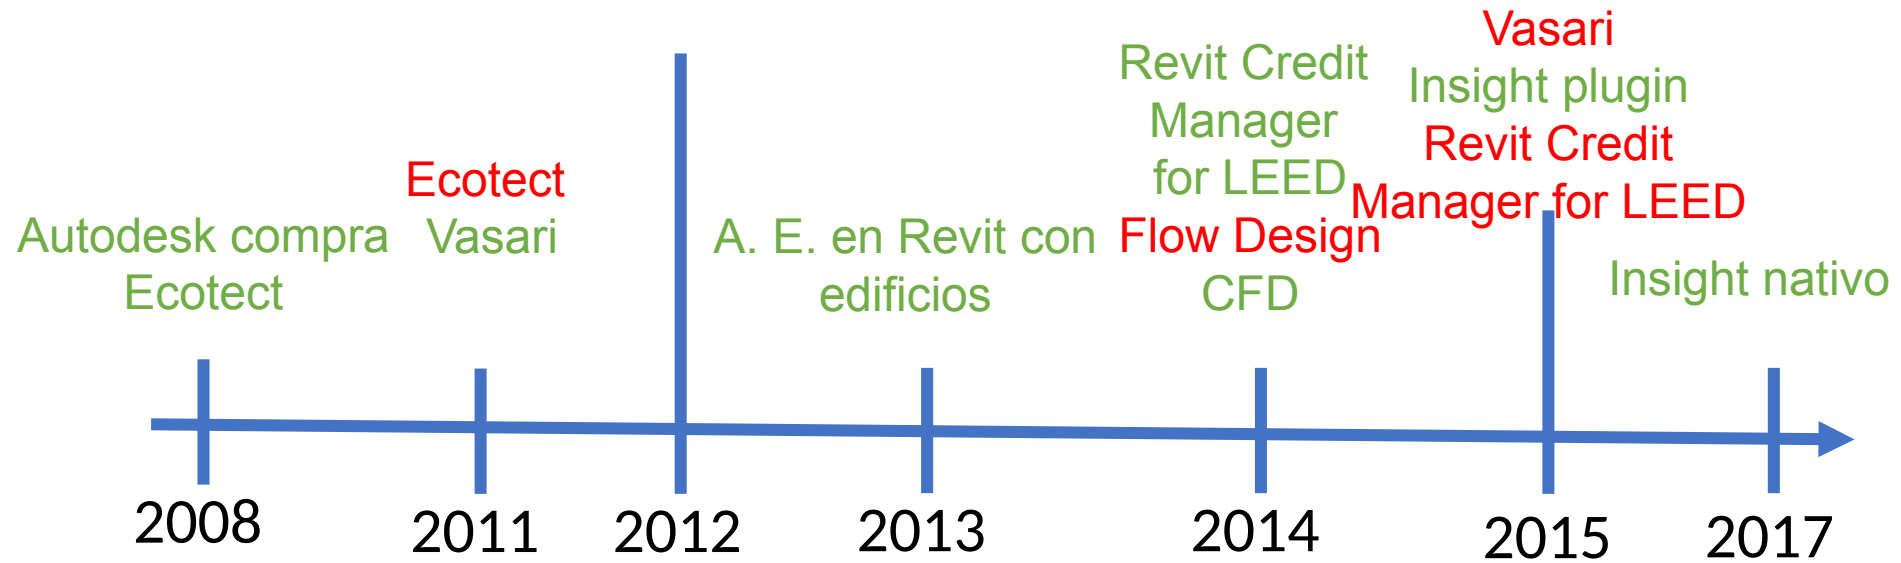 Autodesk compra
Ecotect
Ecotect
Vasari
A. E. en Revit con
edificios
Revit Credit
Manager
for LEED
Flow Design
CFD
Vasari
Insight plugin
Revit Credit
Manager for LEED
Insight nativo
2008
2011
2012
2013
2014
2015
2017